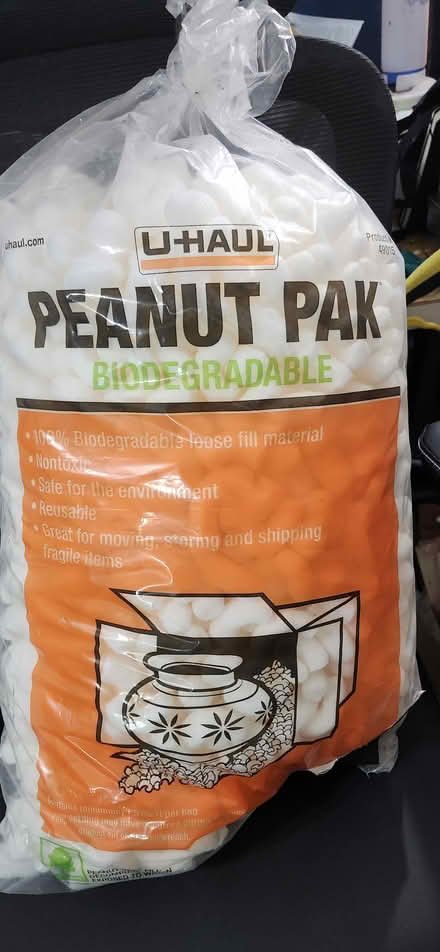 uhaul.com
U-HAUL
Product
49015
PEANUT PAK
BIODEGRADABLE
• 100% Biodegradable loose fill material
• Nontoxic
• Safe for the environment
• Reusable
• Great for moving, storing and shipping
fragile items